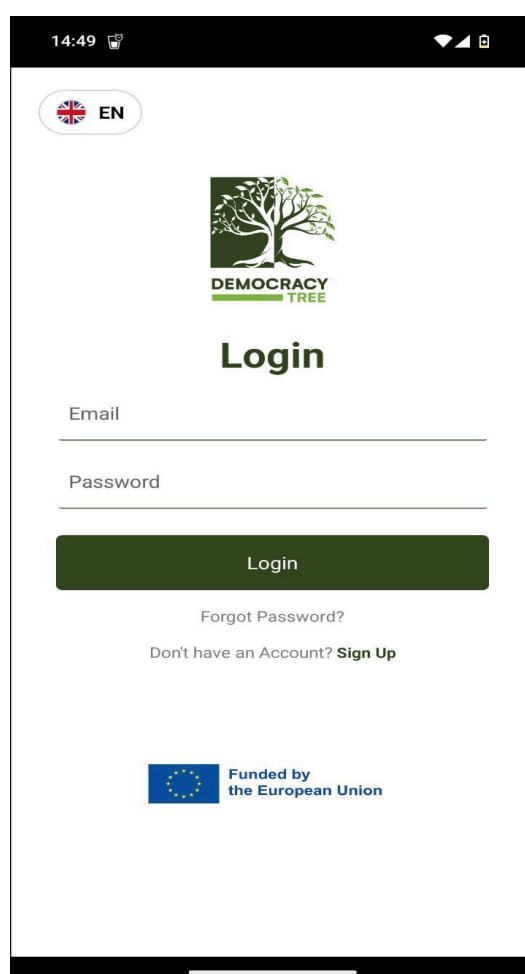 14:49
EN
DEMOCRACY
TREE
Login
Email
Password
Login
Forgot Password?
Don't have an Account? Sign Up
Funded by
the European Union